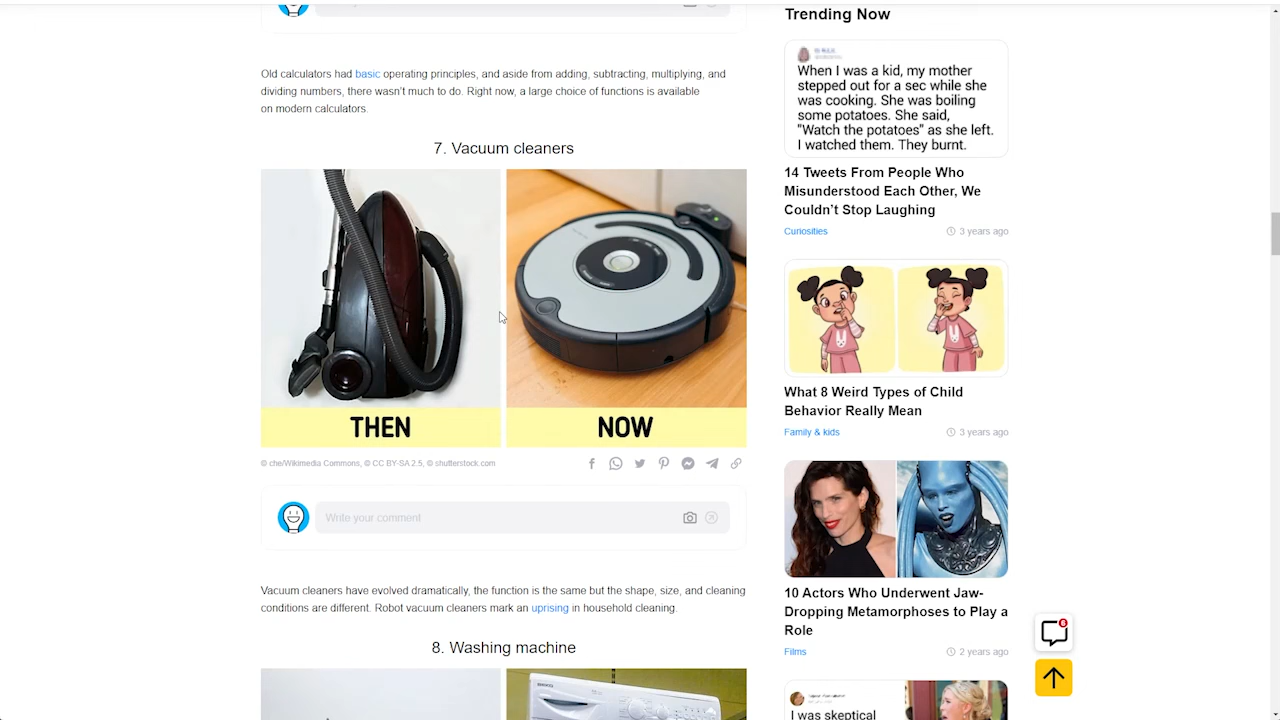 Old calculators had basic operating principles, and aside from adding, subtracting, multiplying, and
dividing numbers, there wasn't much to do. Right now, a large choice of functions is available
on modern calculators.
7. Vacuum cleaners
THEN
NOW
© che/Wikimedia Commons, © CC BY-SA 2.5, © shutterstock.com
Write your comment
Vacuum cleaners have evolved dramatically, the function is the same but the shape, size, and cleaning
conditions are different. Robot vacuum cleaners mark an uprising in household cleaning.
8. Washing machine
Trending Now
When I was a kid, my mother
stepped out for a sec while she
was cooking. She was boiling
some potatoes. She said,
"Watch the potatoes" as she left.
I watched them. They burnt.
14 Tweets From People Who
Misunderstood Each Other, We
Couldn't Stop Laughing
Curiosities
3 years ago
What 8 Weird Types of Child
Behavior Really Mean
Family & kids
3 years ago
10 Actors Who Underwent Jaw-
Dropping Metamorphoses to Play a
Role
Films
2 years ago
I was skeptical